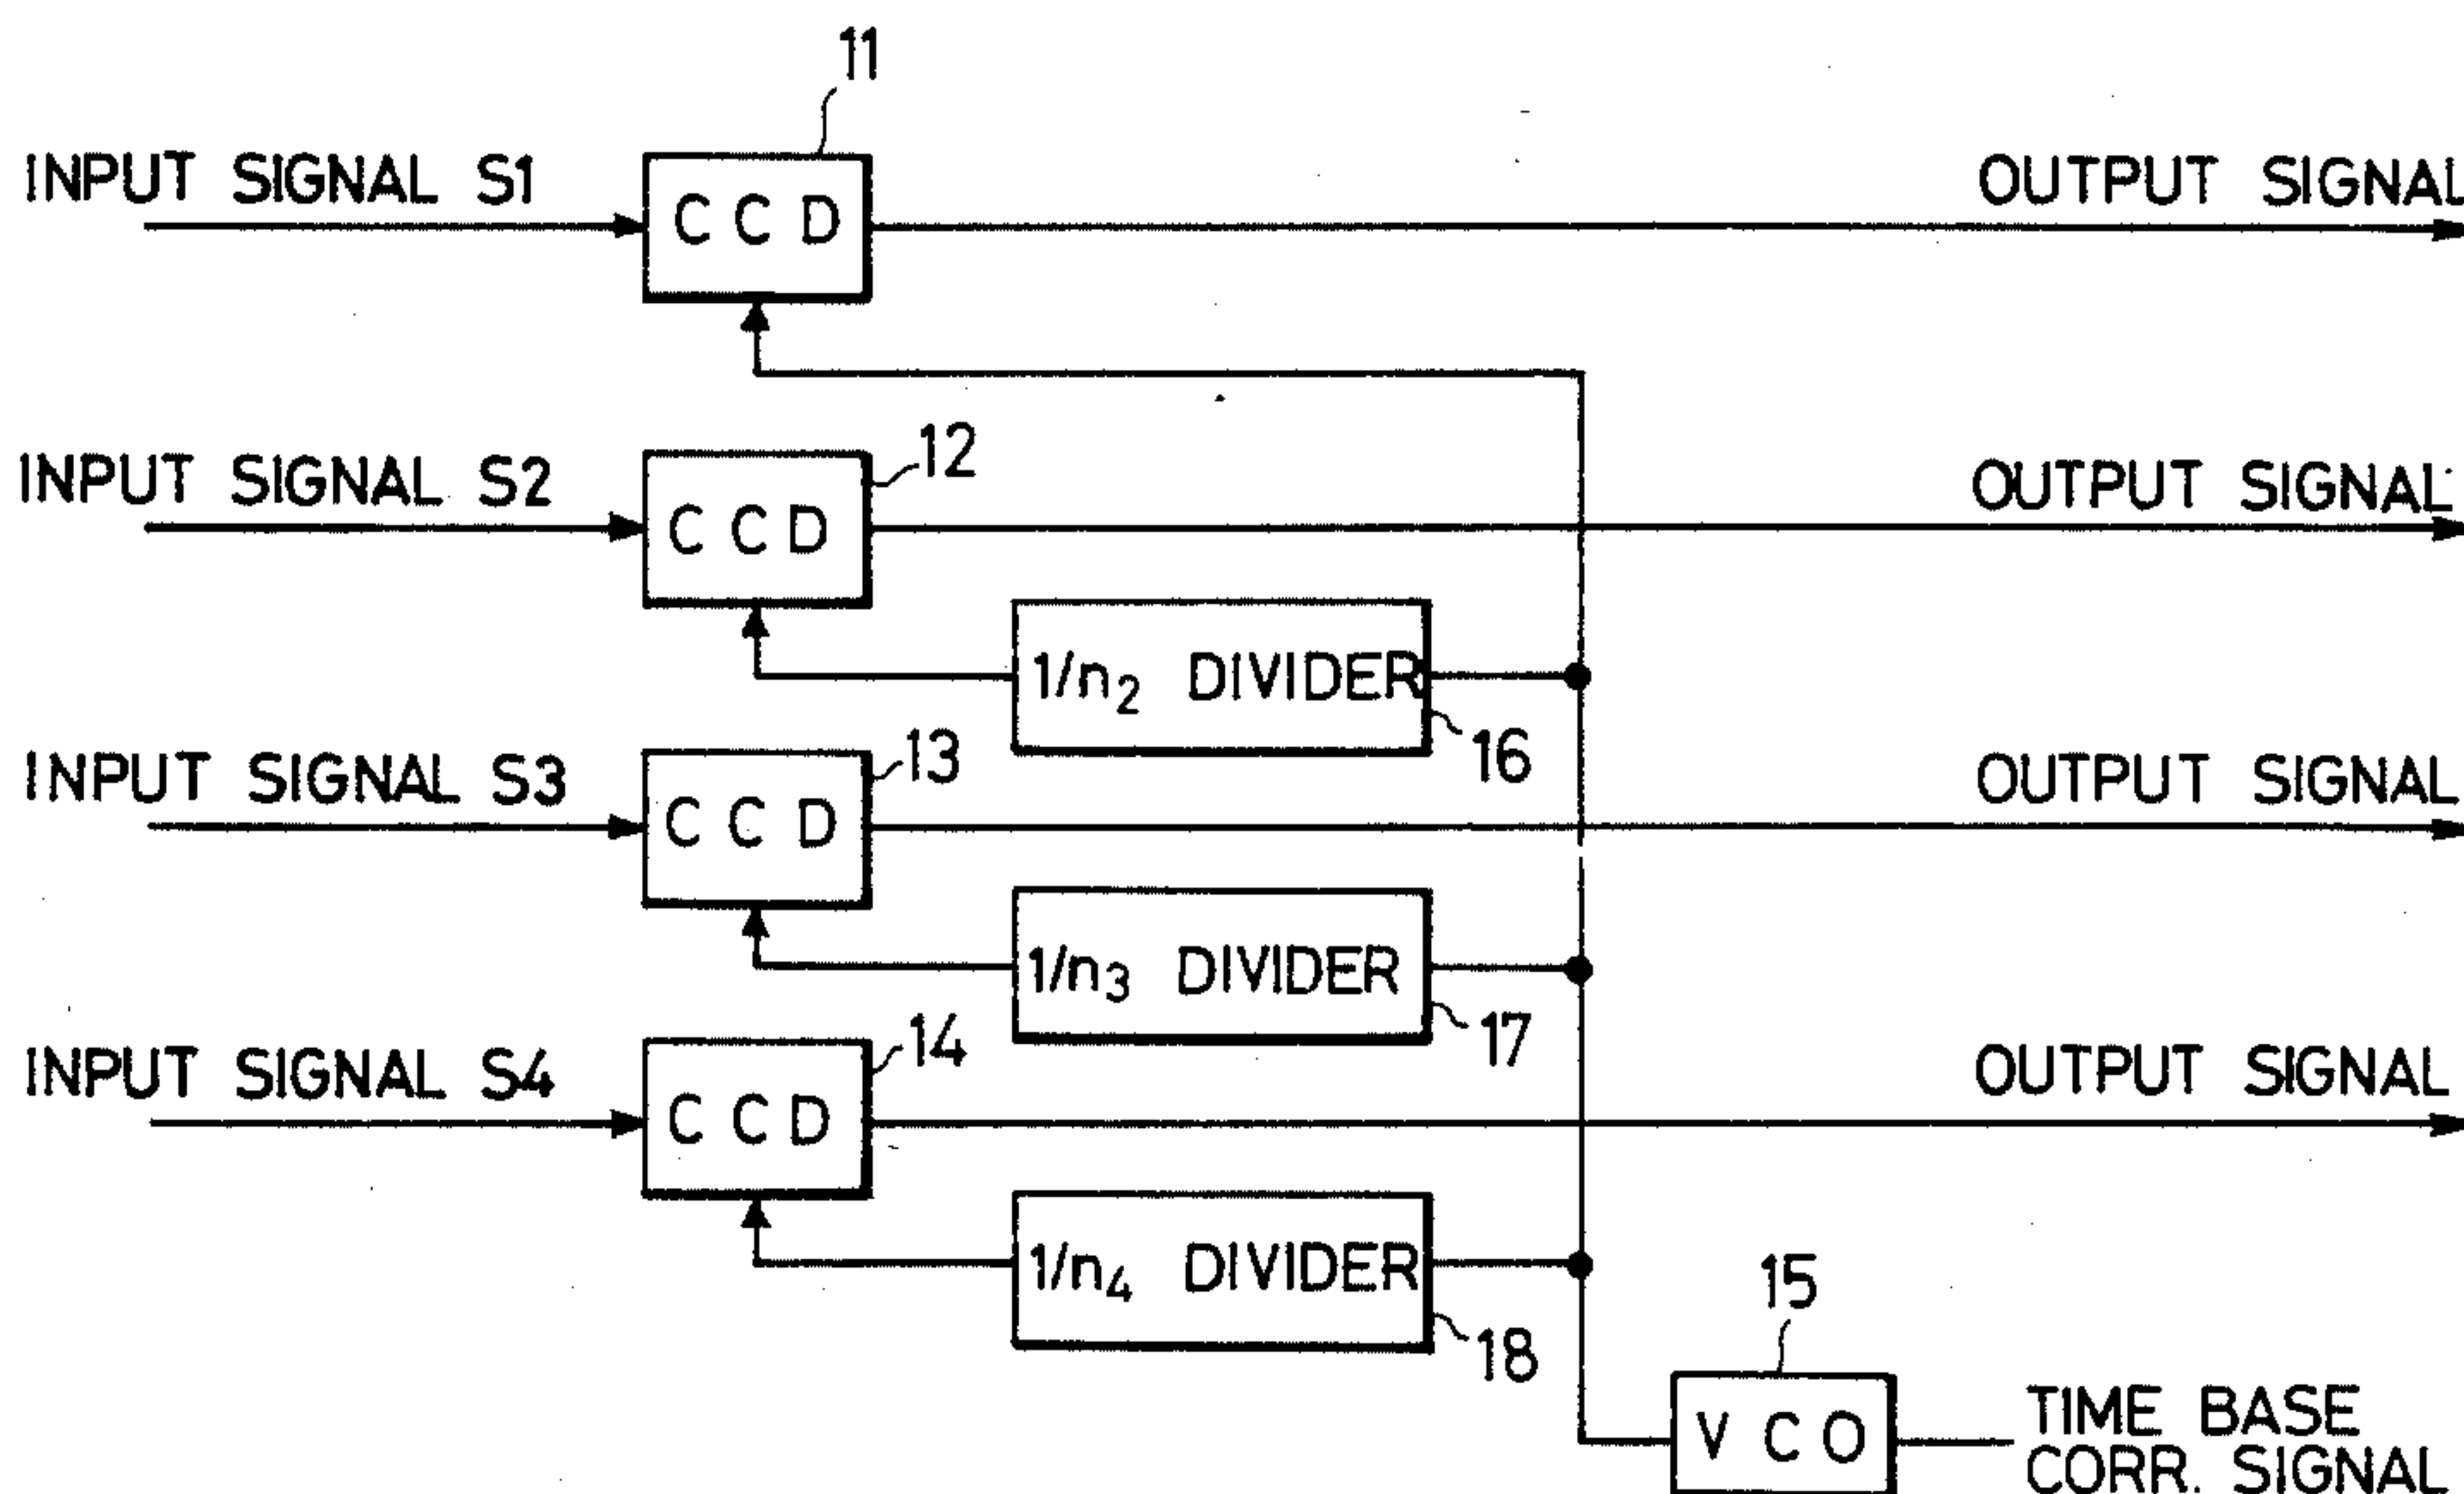 11
INPUT SIGNAL S1
CCD
OUTPUT SIGNAL
12
INPUT SIGNAL S2
CCD
OUTPUT SIGNAL
1/n2 DIVIDER
16
13
INPUT SIGNAL S3
CCD
OUTPUT SIGNAL
1/n3 DIVIDER
17
14
INPUT SIGNAL S4
CCD
OUTPUT SIGNAL
1/n4 DIVIDER
18
15
VCO
TIME BASE
CORR. SIGNAL